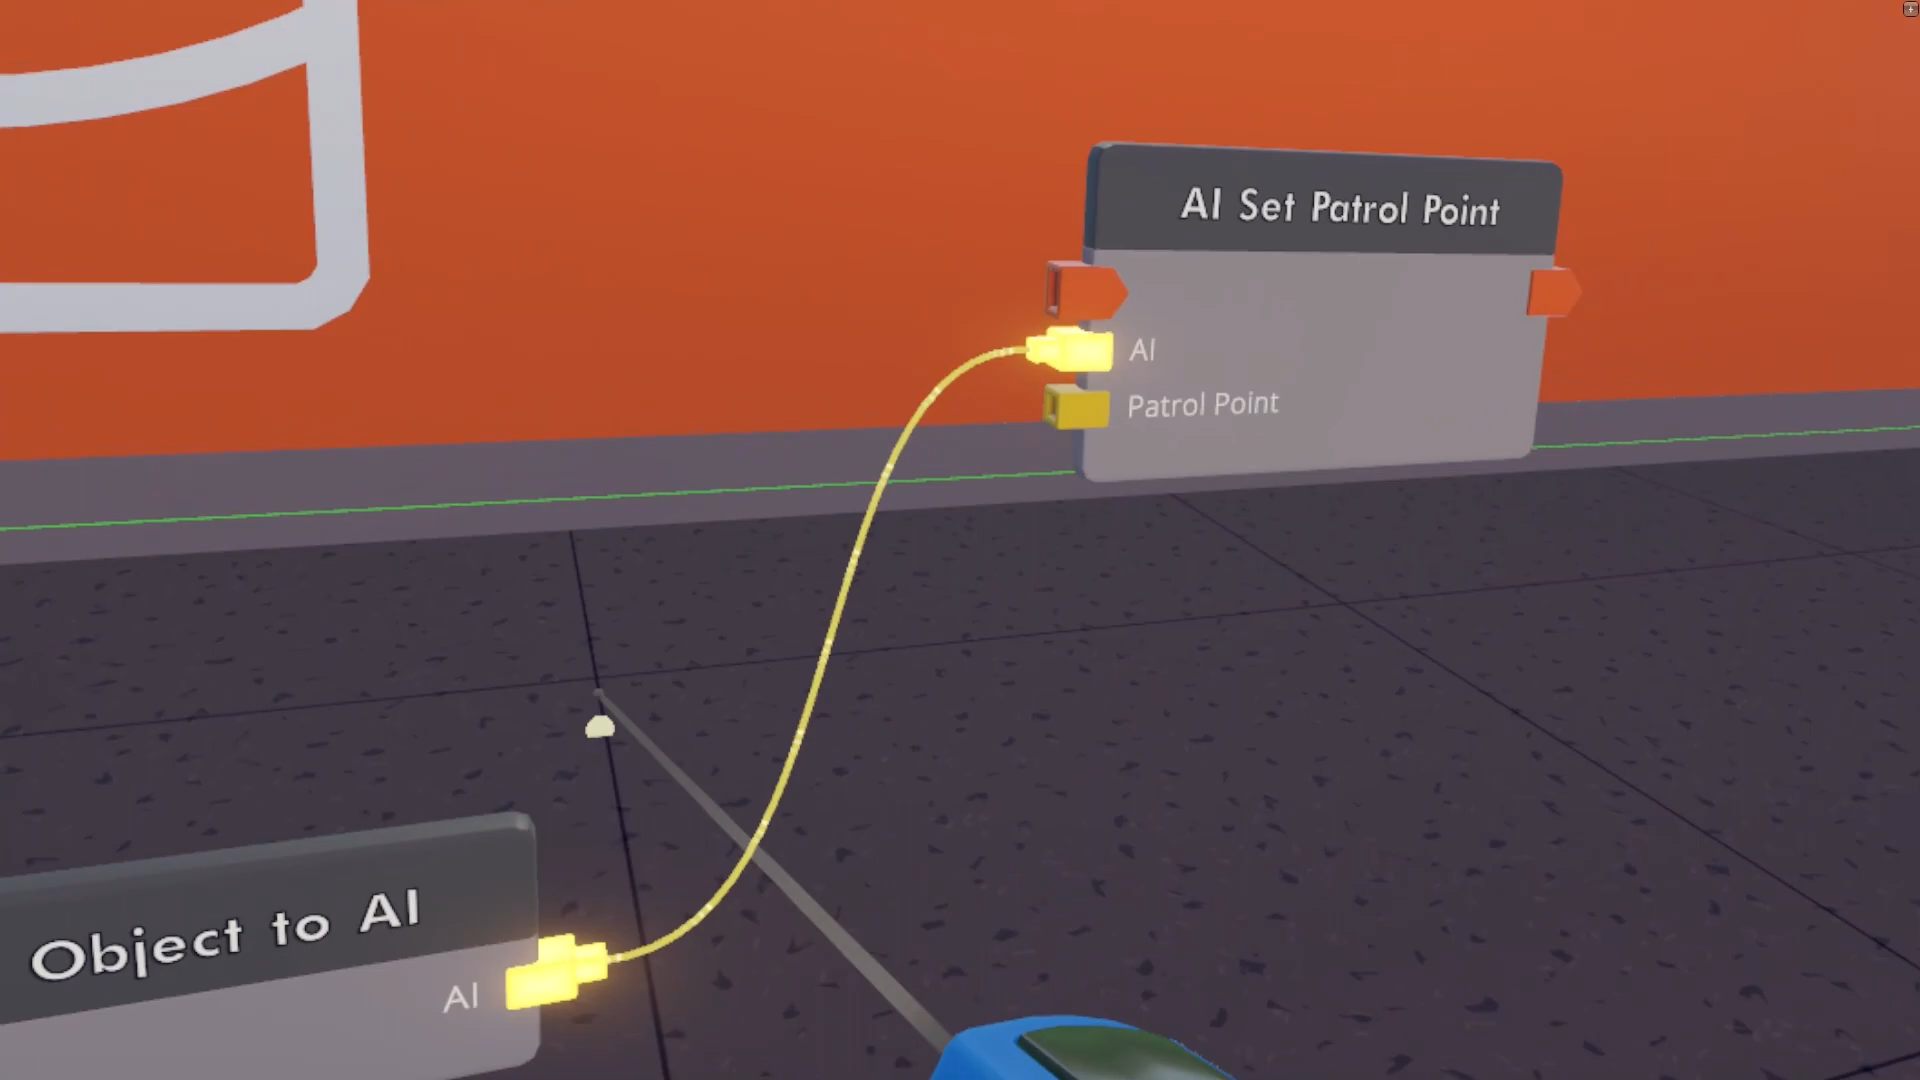 AI Set Patrol Point
AI
Patrol Point
Object to AI
AI